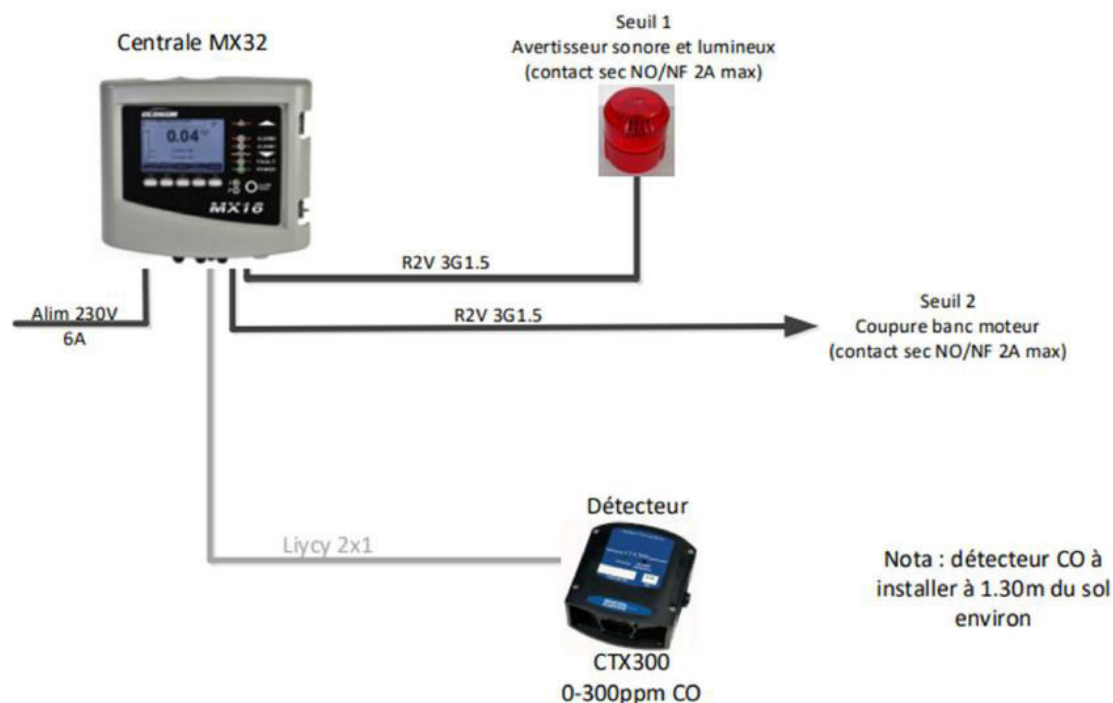 Seuil 1
Avertisseur sonore et lumineux
(contact sec NO/NF 2A max)
Centrale MX32
OLDHAM
0.04
MX16
R2V 3G1.5
Alim 230V
6A
R2V 3G1.5
Seuil 2
Coupure banc moteur
(contact sec NO/NF 2A max)
Détecteur
Liycy 2x1
Nota : détecteur CO à
installer à 1.30m du sol
environ
CTX300
0-300ppm CO